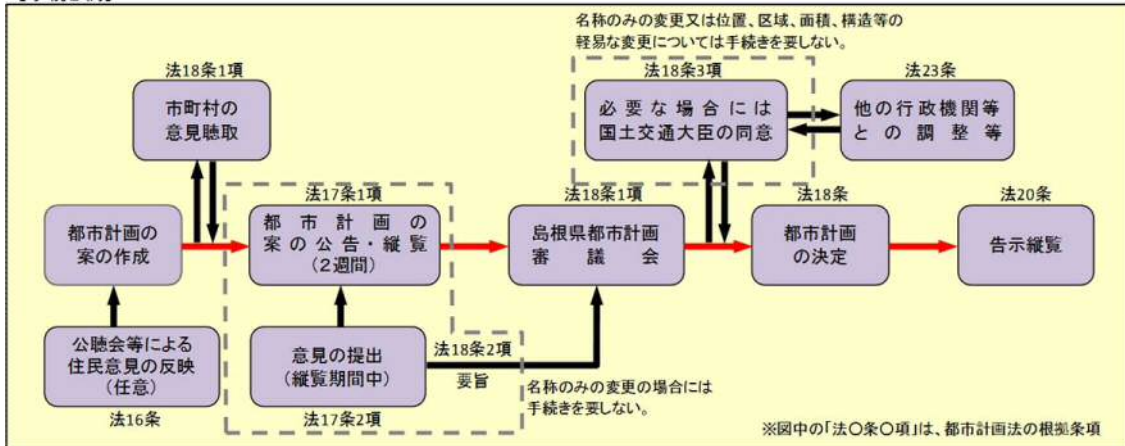 名称のみの変更又は位置、区域、面積、構造等の
軽易な変更については手続きを要しない。
法18条1項
市町村の
意見聴取
法18条3項
必要な場合には
国土交通大臣の同意
法23条
他の行政機関等
との調整等
都市計画の
案の作成
法17条1項
都市計画の
案の公告・縦覧
(2週間)
法18条1項
島根県都市計画
審議会
法18条
都市計画
の決定
法20条
告示縦覧
公聴会等による
住民意見の反映
(任意)
法16条
意見の提出
(縦覧期間中)
法17条2項
法18条2項
要旨
名称のみの変更の場合には
手続きを要しない。
※図中の「法〇条〇項」は、都市計画法の根拠条項